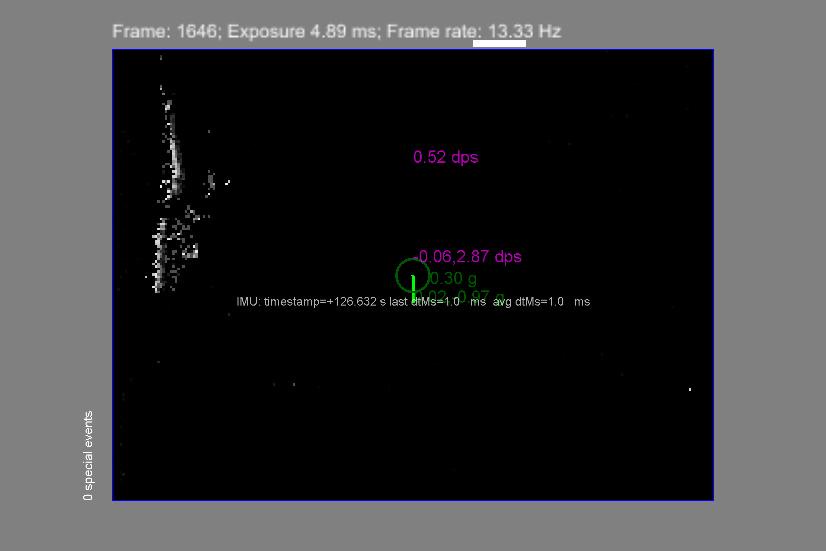 Frame: 1646; Exposure 4.89 ms; Frame rate: 13.33 Hz
0.52 dps
-0.06,2.87 dps
0.30 g
0.97 g
IMU: timestamp=+126.632 s last dtMs=1.0 ms avg dtMs=1.0 ms
0 special events